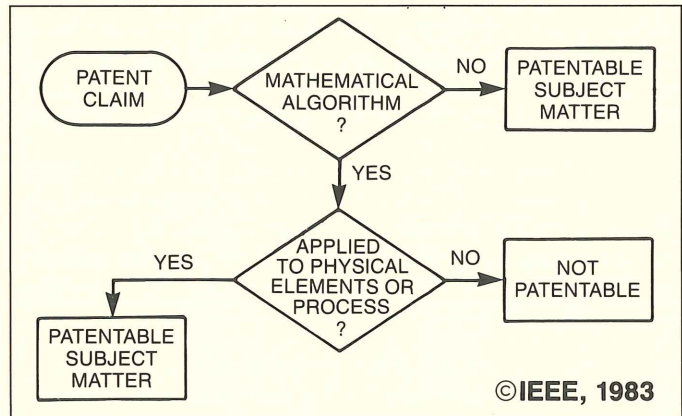 PATENT
CLAIM
MATHEMATICAL
ALGORITHM
?
NO
PATENTABLE
SUBJECT
MATTER
YES
APPLIED
TO PHYSICAL
ELEMENTS OR
PROCESS
?
NO
NOT
PATENTABLE
YES
PATENTABLE
SUBJECT
MATTER
©IEEE, 1983